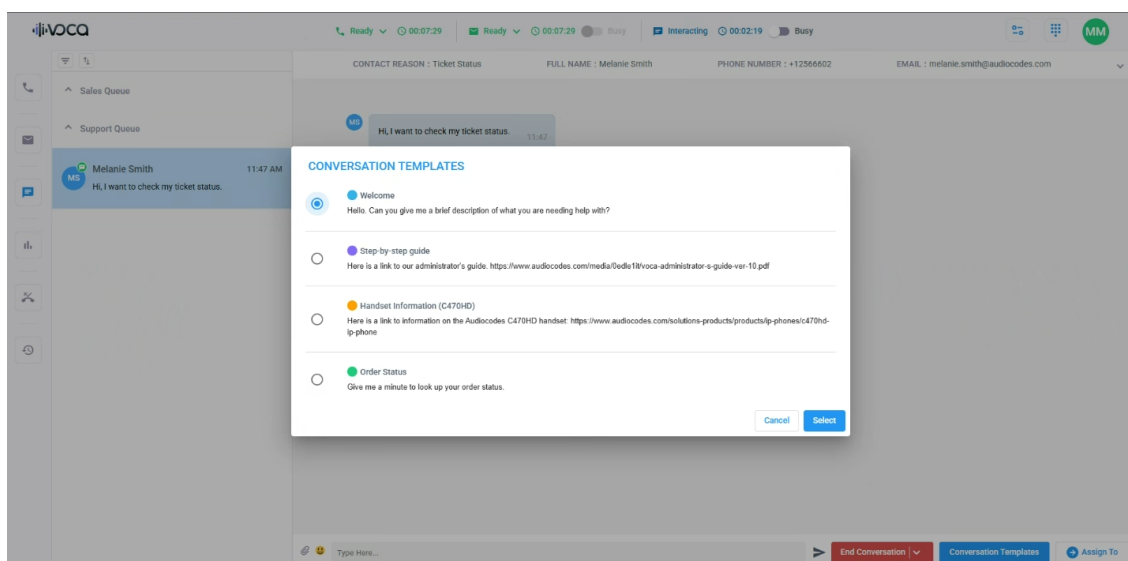 VOCA
Ready 00:07:29 Ready 00:07:29 Busy Interacting 00:02:19 Busy MM
CONTACT REASON : Ticket Status FULL NAME : Melanie Smith PHONE NUMBER : +12566602 EMAIL : melanie.smith@audiocodes.com
Sales Queue
Support Queue
MS Melanie Smith 11:47 AM
Hi, I want to check my ticket status.
MS
Hi, I want to check my ticket status. 11:47
CONVERSATION TEMPLATES
Welcome
Hello. Can you give me a brief description of what you are needing help with?
Step-by-step guide
Here is a link to our administrator's guide. https://www.audiocodes.com/media/0edle1it/voca-administrator-s-guide-ver-10.pdf
Handset Information (C470HD)
Here is a link to information on the Audiocodes C470HD handset: https://www.audiocodes.com/solutions-products/products/ip-phones/c470hd-
ip-phone
Order Status
Give me a minute to look up your order status.
Cancel Select
Type Here... End Conversation Conversation Templates Assign To